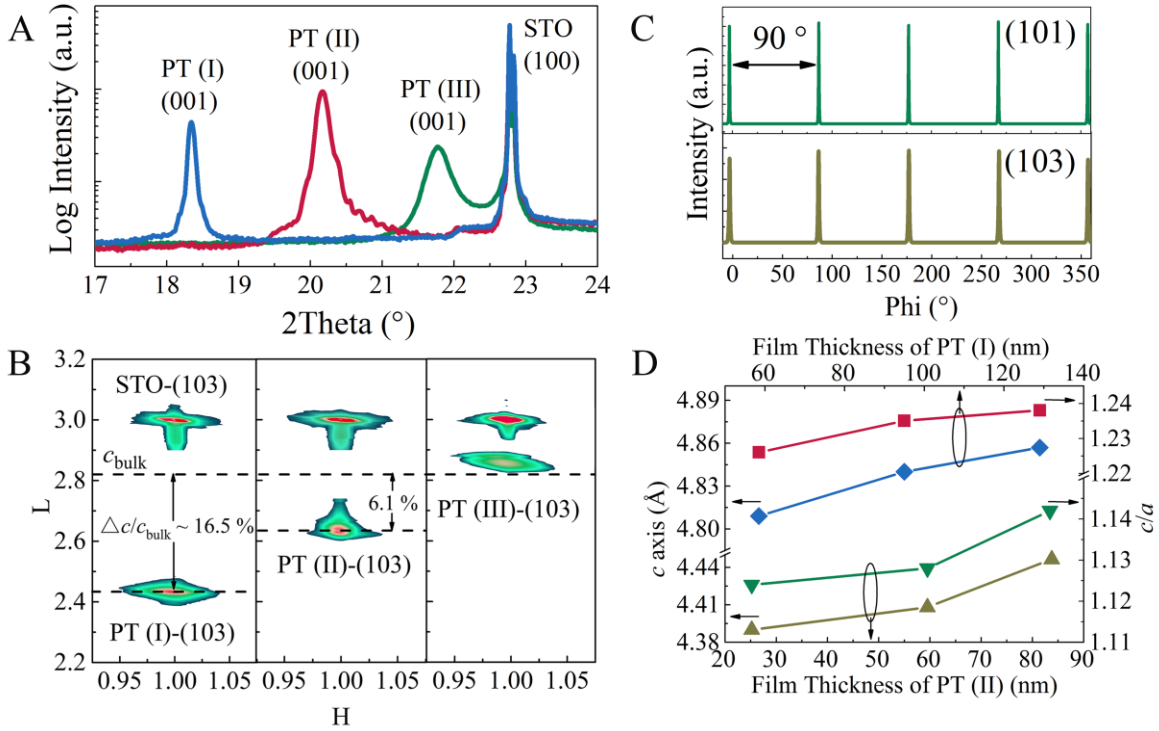 A
Log Intensity (a.u.)
PT (I)
(001)
PT (II)
(001)
PT (III)
(001)
STO
(100)
17 18 19 20 21 22 23 24
2Theta (°)
C
Intensity (a.u.)
90 °
(101)
(103)
0 50 100 150 200 250 300 350
Phi (°)
B
L
3.2
3.0
2.8
2.6
2.4
2.2
STO-(103)
cbulk
△c/cbulk ~ 16.5 %
PT (I)-(103)
6.1 %
PT (II)-(103)
PT (III)-(103)
0.95 1.00 1.05 0.95 1.00 1.05 0.95 1.00 1.05
H
D
Film Thickness of PT (I) (nm)
60 80 100 120 140
c axis (Å)
4.89
4.86
4.83
4.80
4.44
4.41
4.38
1.24
1.23
1.22
1.14
1.13
1.12
1.11
c/a
20 30 40 50 60 70 80 90
Film Thickness of PT (II) (nm)